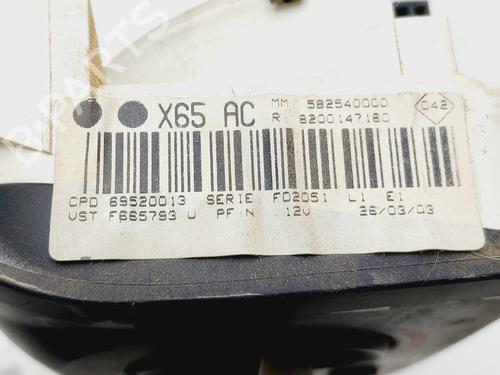 X65 AC MM: 582540000
R: 8200147180 C42
CPD 69520013 SERIE FD2051 L1 E1
VST F665793 U PF:N 12V 26/03/03
B-PARTS